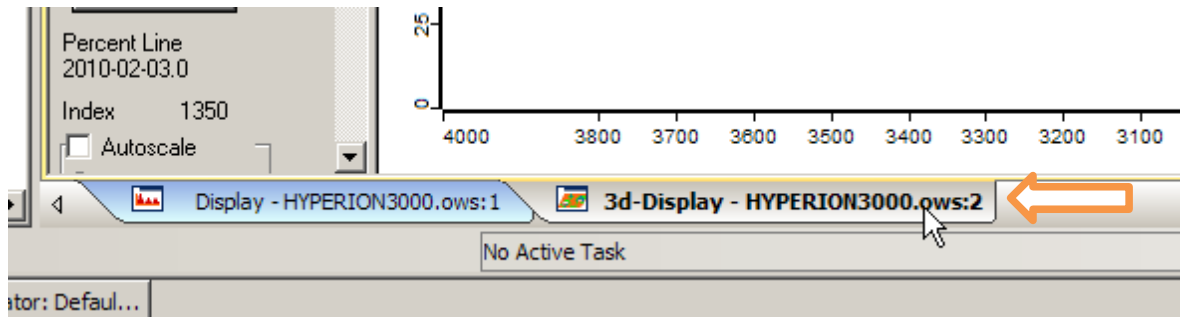 Percent Line
2010-02-03.0
Index 1350
Autoscale
25
0
4000 3800 3700 3600 3500 3400 3300 3200 3100
Display - HYPERION3000.ows:1
3d-Display - HYPERION3000.ows:2
No Active Task
ator: Defaul...